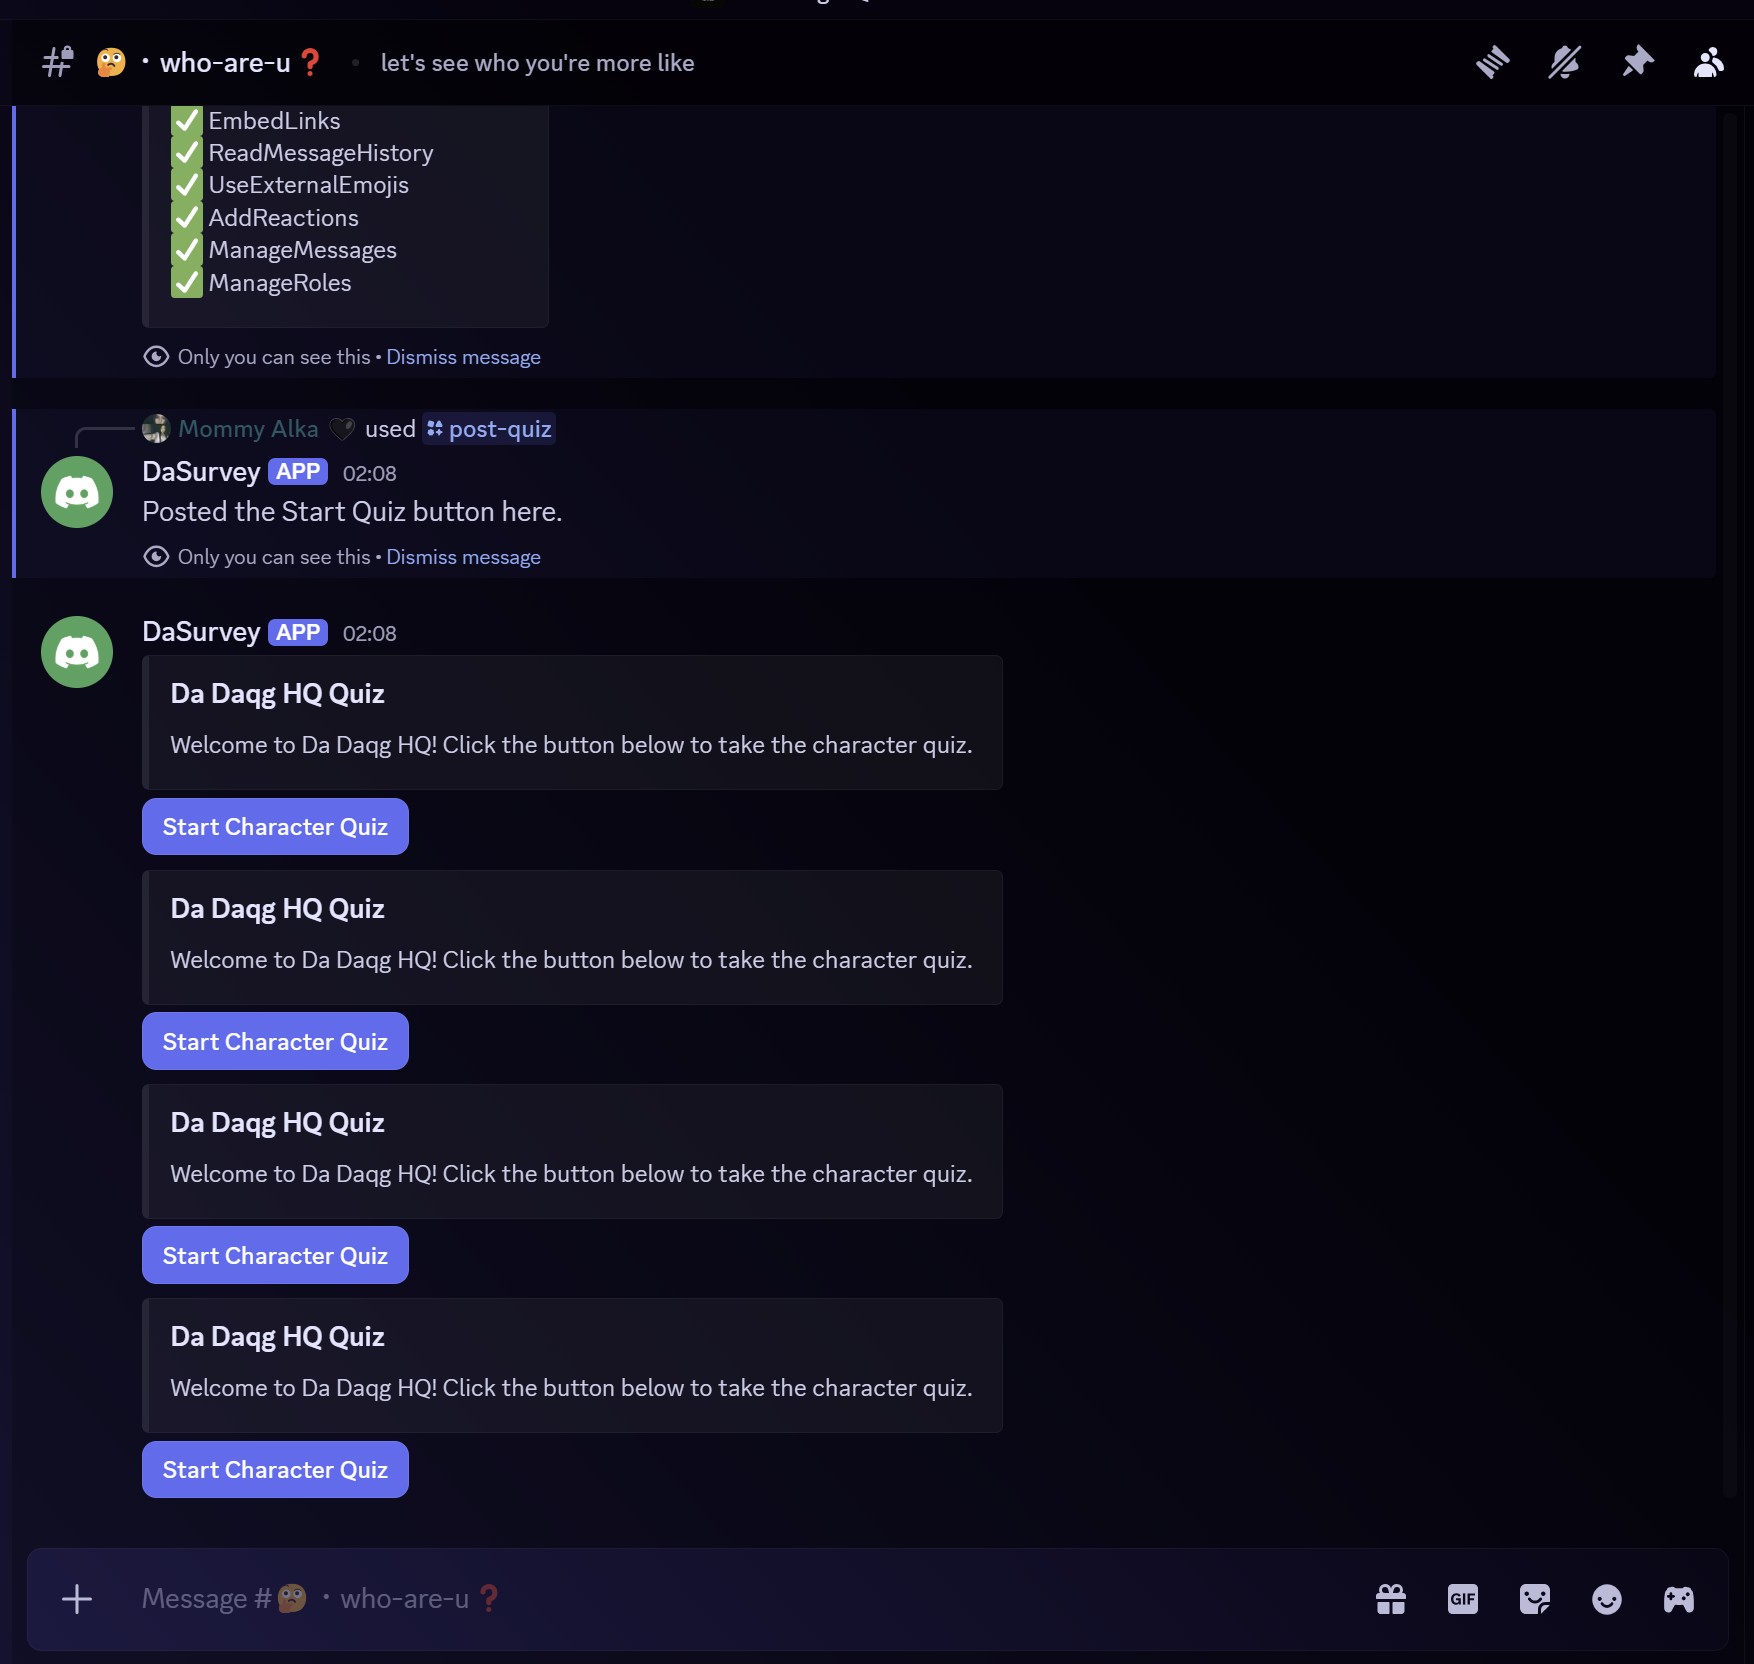 🤔・who-are-u❓ • let's see who you're more like
✅ EmbedLinks
✅ ReadMessageHistory
✅ UseExternalEmojis
✅ AddReactions
✅ ManageMessages
✅ ManageRoles
Only you can see this • Dismiss message
Mommy Alka 🖤 used post-quiz
DaSurvey APP 02:08
Posted the Start Quiz button here.
Only you can see this • Dismiss message
DaSurvey APP 02:08
Da Daqg HQ Quiz
Welcome to Da Daqg HQ! Click the button below to take the character quiz.
Start Character Quiz
Da Daqg HQ Quiz
Welcome to Da Daqg HQ! Click the button below to take the character quiz.
Start Character Quiz
Da Daqg HQ Quiz
Welcome to Da Daqg HQ! Click the button below to take the character quiz.
Start Character Quiz
Da Daqg HQ Quiz
Welcome to Da Daqg HQ! Click the button below to take the character quiz.
Start Character Quiz
Message #🤔・who-are-u❓ GIF